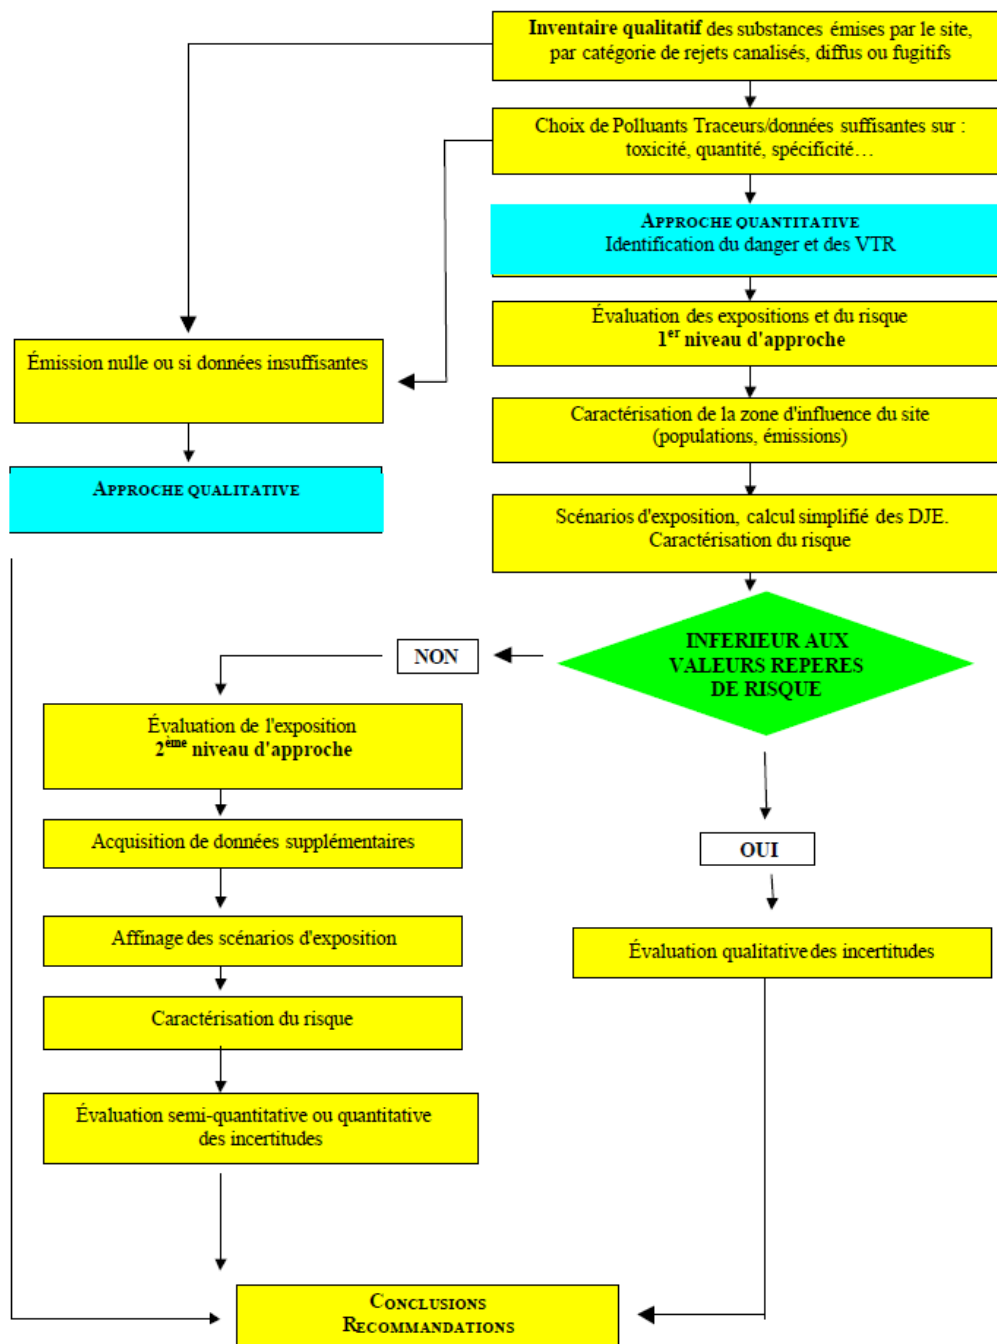 Inventaire qualitatif des substances émises par le site,
par catégorie de rejets canalisés, diffus ou fugitifs
Choix de Polluants Traceurs/données suffisantes sur :
toxicité, quantité, spécificité…
APPROCHE QUANTITATIVE
Identification du danger et des VTR
Évaluation des expositions et du risque
1er niveau d'approche
Émission nulle ou si données insuffisantes
Caractérisation de la zone d'influence du site
(populations, émissions)
APPROCHE QUALITATIVE
Scénarios d'exposition, calcul simplifié des DJE.
Caractérisation du risque
INFERIEUR AUX
VALEURS REPERES
DE RISQUE
NON
Évaluation de l'exposition
2ème niveau d'approche
Acquisition de données supplémentaires
OUI
Affinage des scénarios d'exposition
Évaluation qualitative des incertitudes
Caractérisation du risque
Évaluation semi-quantitative ou quantitative
des incertitudes
CONCLUSIONS
RECOMMANDATIONS